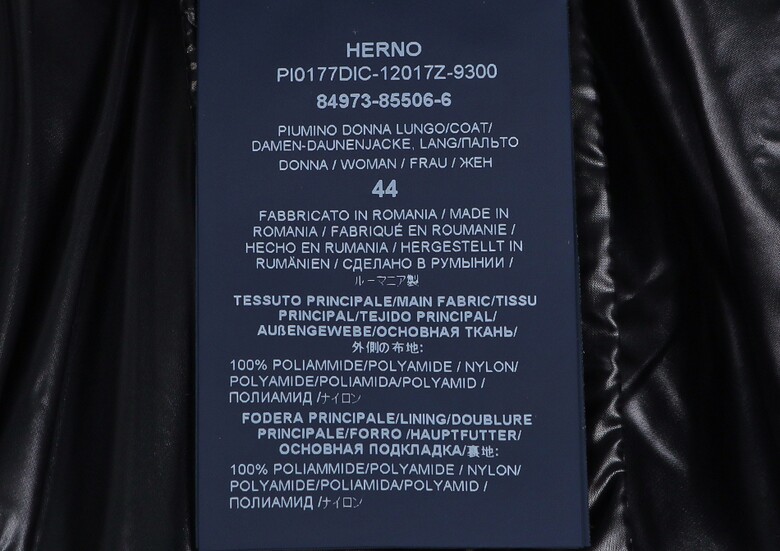 HERNO
PI0177DIC-12017Z-9300
84973-85506-6
PIUMINO DONNA LUNGO/COAT/
DAMEN-DAUNENJACKE, LANG/ПАЛЬТО
DONNA / WOMAN / FRAU / ЖЕН
44
FABBRICATO IN ROMANIA / MADE IN
ROMANIA / FABRIQUÉ EN ROUMANIE /
HECHO EN RUMANIA / HERGESTELLT IN
RUMÄNIEN / СДЕЛАНО В РУМЫНИИ /
ルーマニア製
TESSUTO PRINCIPALE/MAIN FABRIC/TISSU
PRINCIPAL/TEJIDO PRINCIPAL/
AUßENGEWEBE/ОСНОВНАЯ ТКАНЬ/
外側の布地:
100% POLIAMMIDE/POLYAMIDE / NYLON/
POLYAMIDE/POLIAMIDA/POLYAMID /
ПОЛИАМИД /ナイロン
FODERA PRINCIPALE/LINING/DOUBLURE
PRINCIPALE/FORRO /HAUPTFUTTER/
ОСНОВНАЯ ПОДКЛАДКА/裏地:
100% POLIAMMIDE/POLYAMIDE / NYLON/
POLYAMIDE/POLIAMIDA/POLYAMID /
ПОЛИАМИД /ナイロン